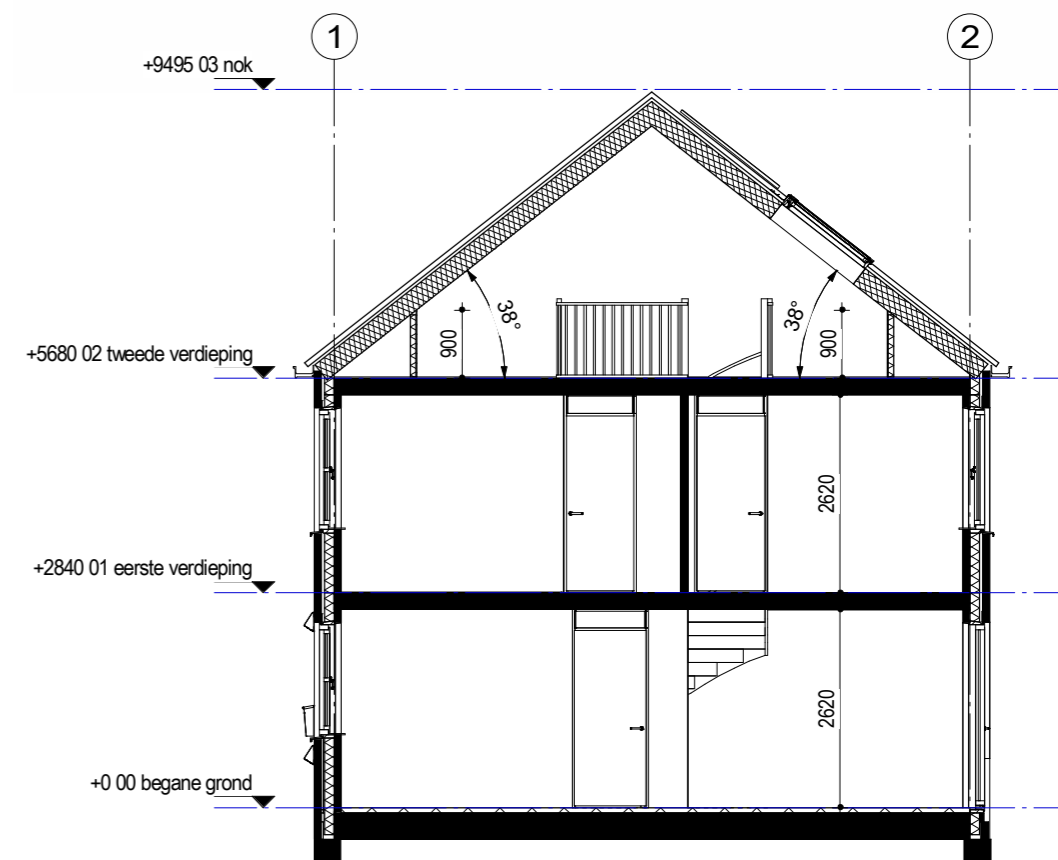 1
2
+9495 03 nok
38°
38°
900
900
+5680 02 tweede verdieping
2620
+2840 01 eerste verdieping
2620
+0 00 begane grond